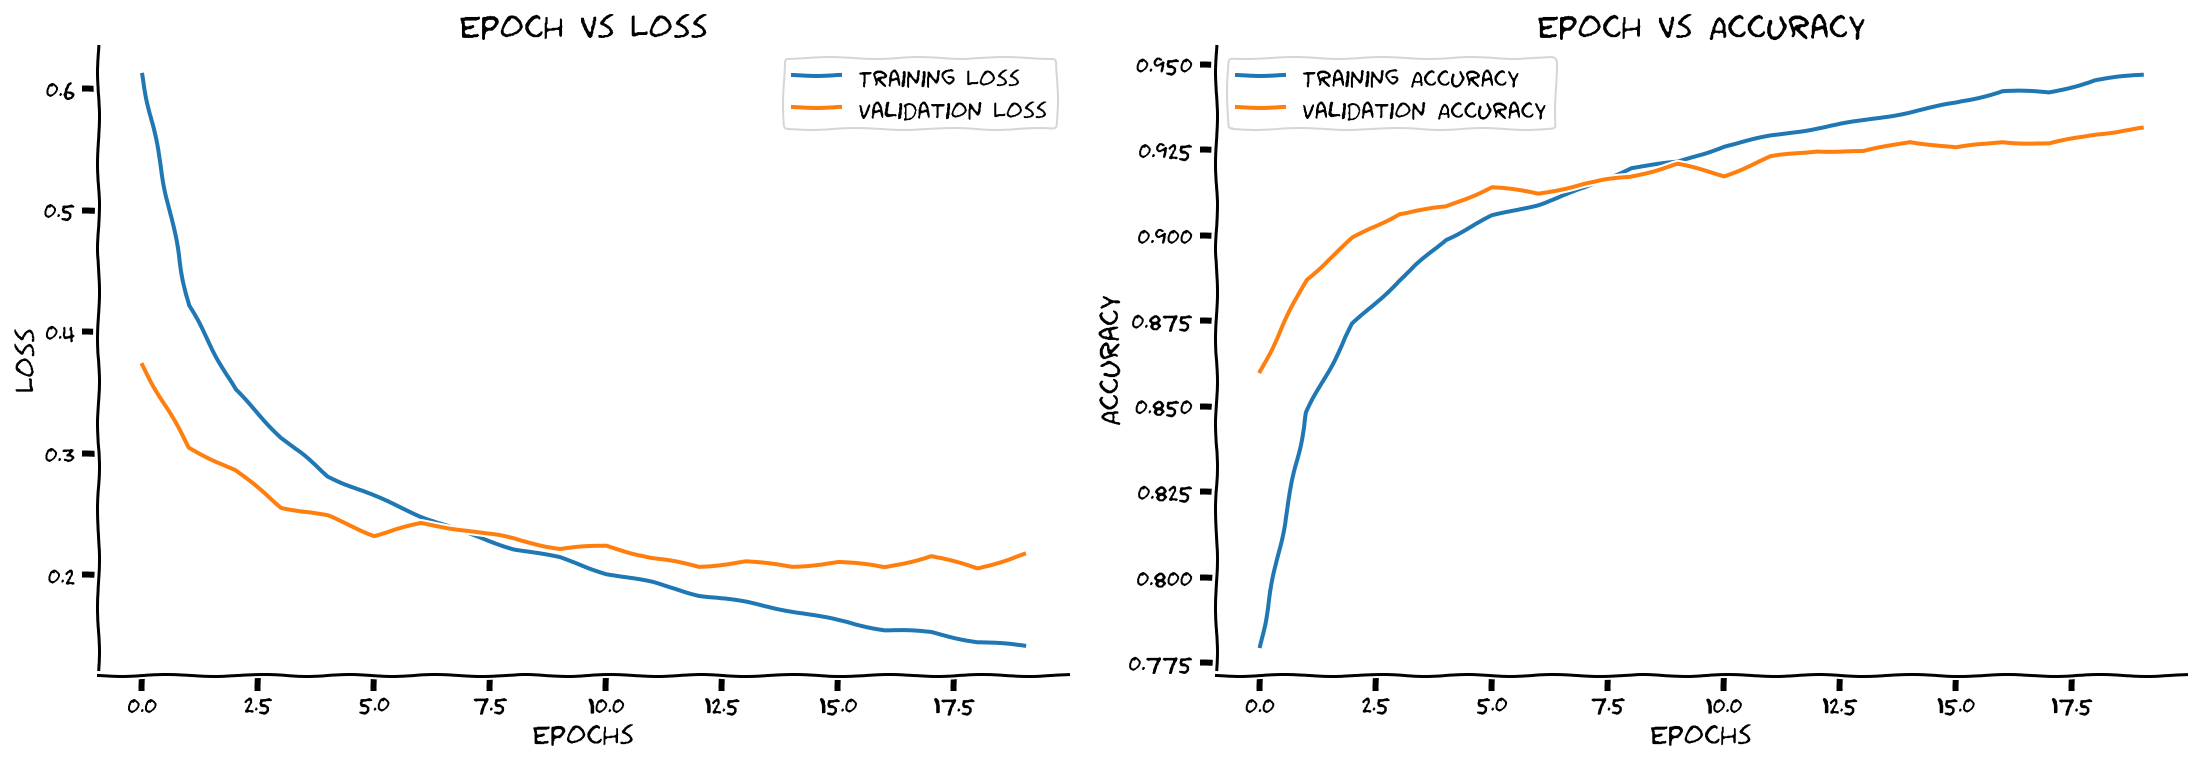 EPOCH VS LOSS
TRAINING LOSS
VALIDATION LOSS
LOSS
0.6
0.5
0.4
0.3
0.2
0.0 2.5 5.0 7.5 10.0 12.5 15.0 17.5
EPOCHS
EPOCH VS ACCURACY
TRAINING ACCURACY
VALIDATION ACCURACY
ACCURACY
0.950
0.925
0.900
0.875
0.850
0.825
0.800
0.775
0.0 2.5 5.0 7.5 10.0 12.5 15.0 17.5
EPOCHS